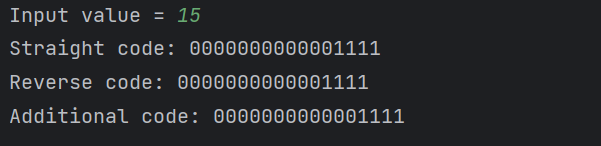 Input value = 15
Straight code: 0000000000001111
Reverse code: 0000000000001111
Additional code: 0000000000001111